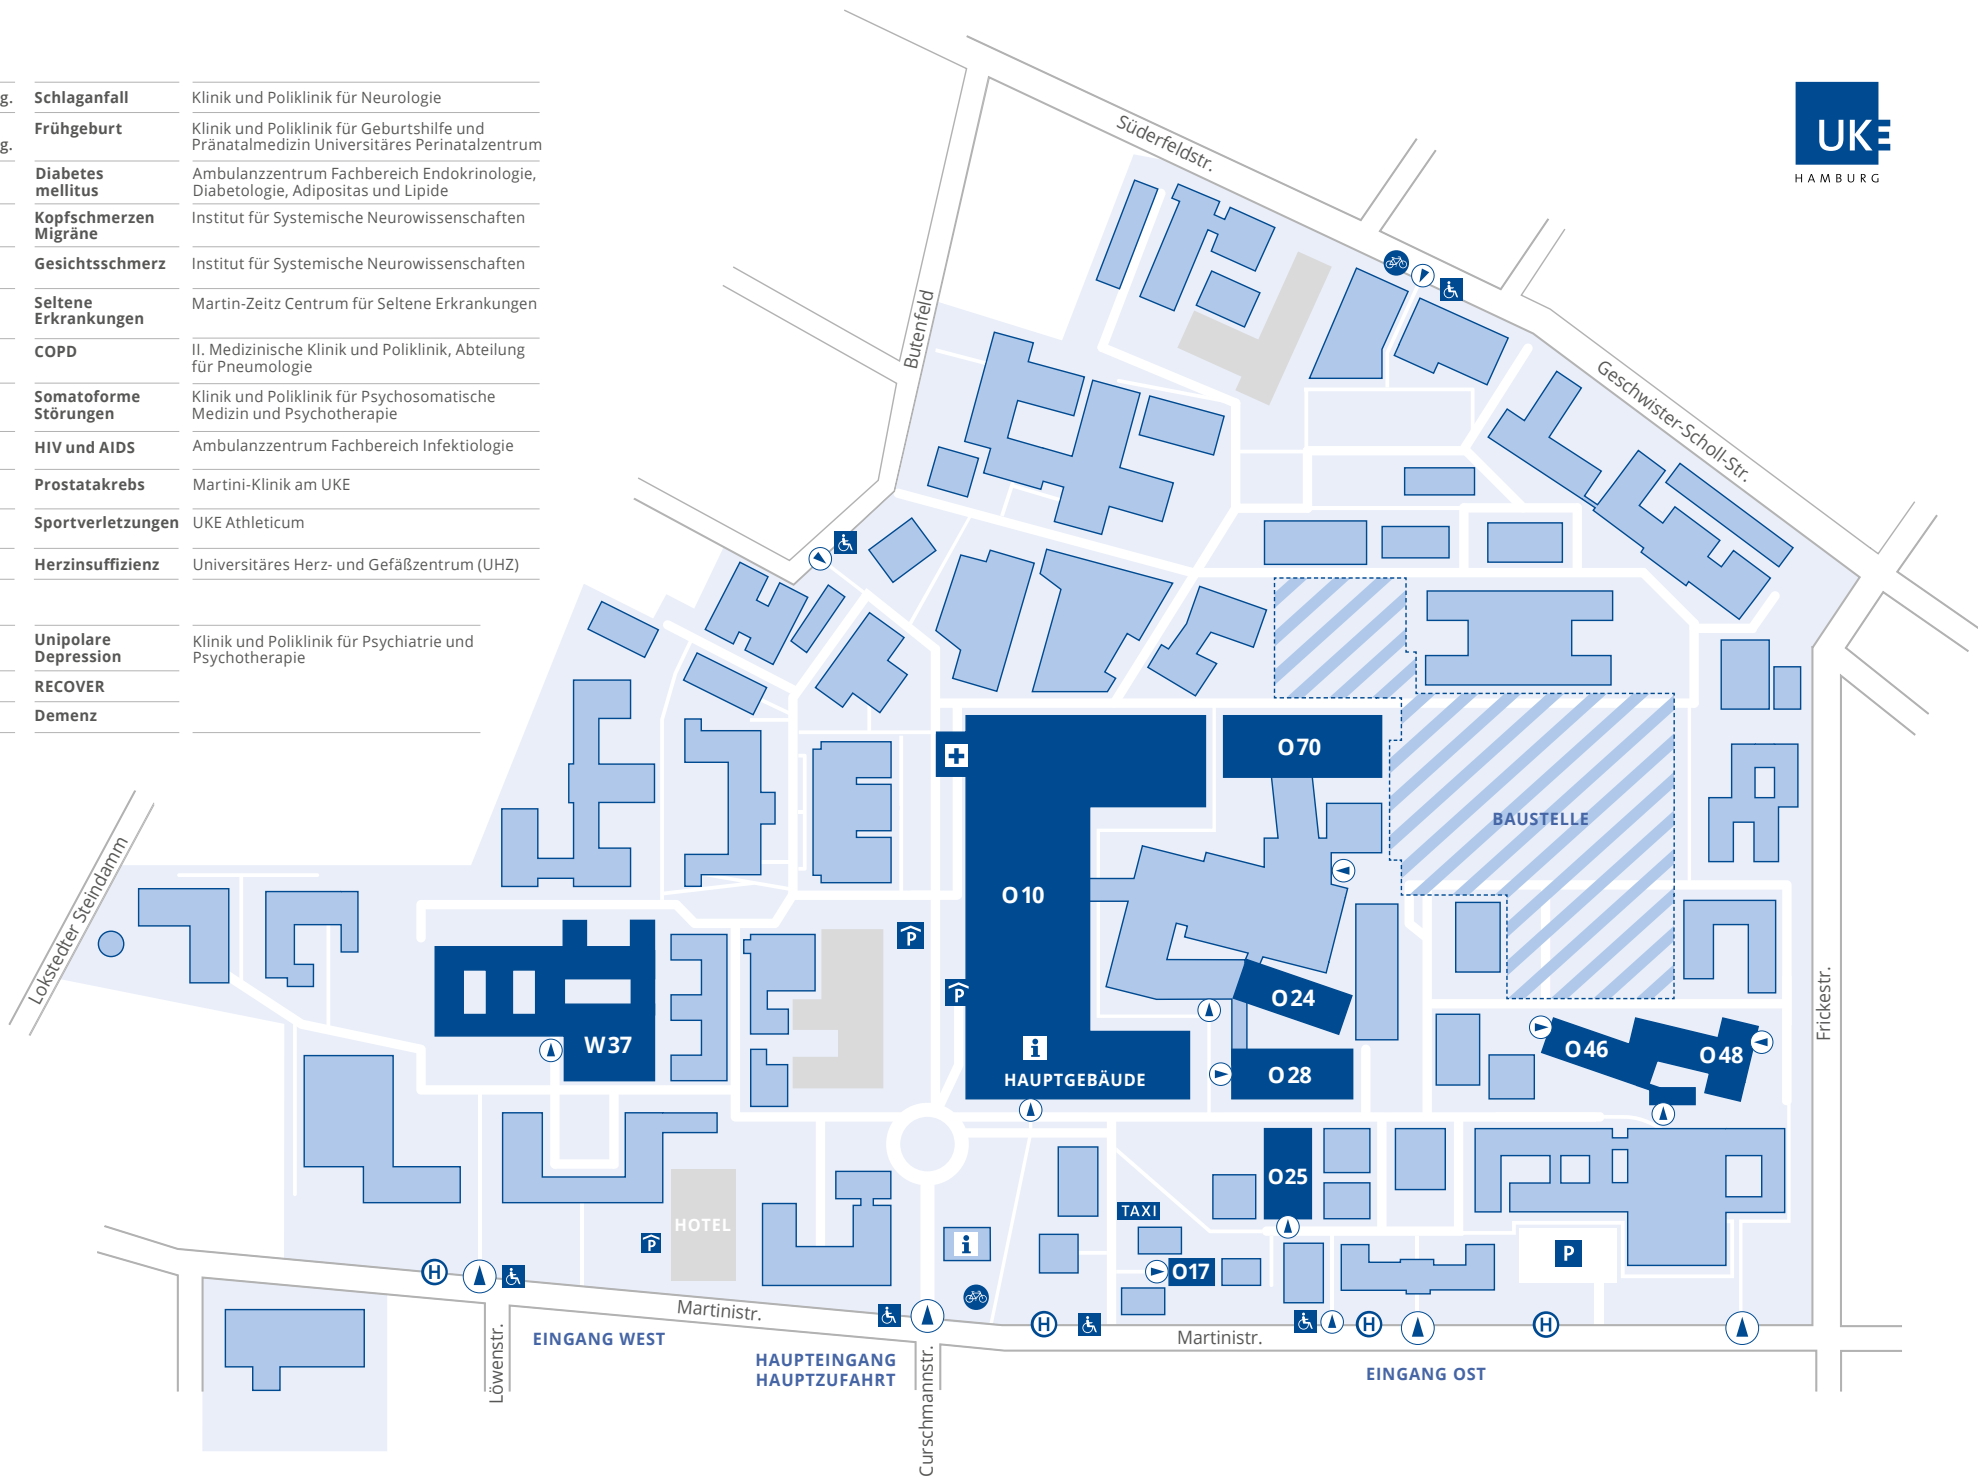 g.
Schlaganfall
Klinik und Poliklinik für Neurologie
g.
Frühgeburt
Klinik und Poliklinik für Geburtshilfe und
Pränatalmedizin Universitäres Perinatalzentrum
Diabetes
mellitus
Ambulanzzentrum Fachbereich Endokrinologie,
Diabetologie, Adipositas und Lipide
Kopfschmerzen
Migräne
Institut für Systemische Neurowissenschaften
Gesichtsschmerz
Institut für Systemische Neurowissenschaften
Seltene
Erkrankungen
Martin-Zeitz Centrum für Seltene Erkrankungen
COPD
II. Medizinische Klinik und Poliklinik, Abteilung
für Pneumologie
Somatoforme
Störungen
Klinik und Poliklinik für Psychosomatische
Medizin und Psychotherapie
HIV und AIDS
Ambulanzzentrum Fachbereich Infektiologie
Prostatakrebs
Martini-Klinik am UKE
Sportverletzungen
UKE Athleticum
Herzinsuffizienz
Universitäres Herz- und Gefäßzentrum (UHZ)
Unipolare
Depression
Klinik und Poliklinik für Psychiatrie und
Psychotherapie
RECOVER
Demenz
UKE
HAMBURG
Süderfeldstr.
Butenfeld
Geschwister-Scholl-Str.
Lokstedter Steindamm
Frickestr.
O70
BAUSTELLE
O10
P
P
O24
W37
i
HAUPTGEBÄUDE
O28
O46
O48
O25
TAXI
HOTEL
P
i
O17
P
H
H
H
H
Martinistr.
Martinistr.
Löwenstr.
Curschmannstr.
EINGANG WEST
HAUPTEINGANG
HAUPTZUFAHRT
EINGANG OST